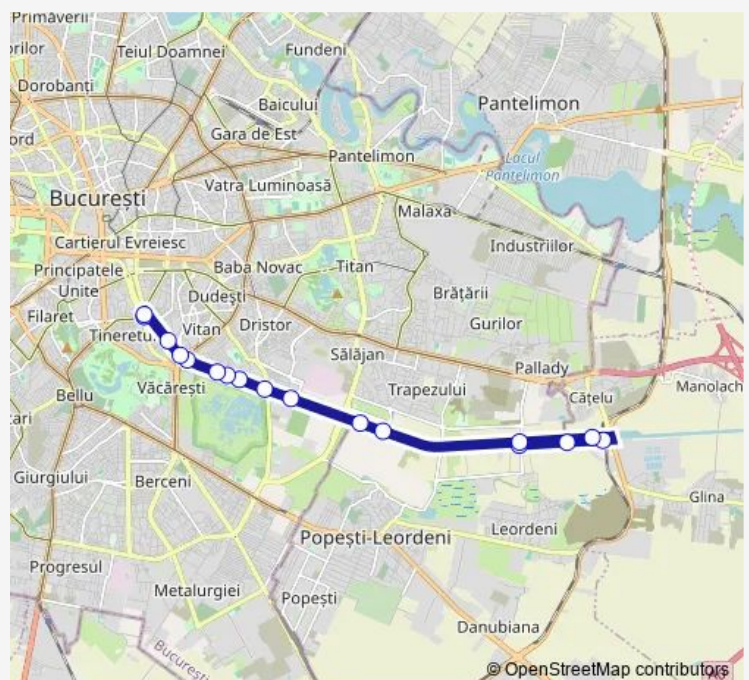 Primăverii
Teiul Doamnei
Fundeni
Dorobanți
Baicului
Pantelimon
Gara de Est
Pantelimon
Lacul
Pantelimon
Vatra Luminoasă
București
Malaxa
Cartierul Evreiesc
Industriilor
Principatele
Unite
Baba Novac
Titan
Dudești
Brățării
Filaret
Vitan
Dristor
Gurilor
Sălăjan
Pallady
Văcărești
Trapezului
Cățelu
Manolach
Bellu
Giurgiului
Berceni
Glina
Leordeni
Popești-Leordeni
Progresul
Metalurgiei
Popești
Danubiana
București
© OpenStreetMap contributors